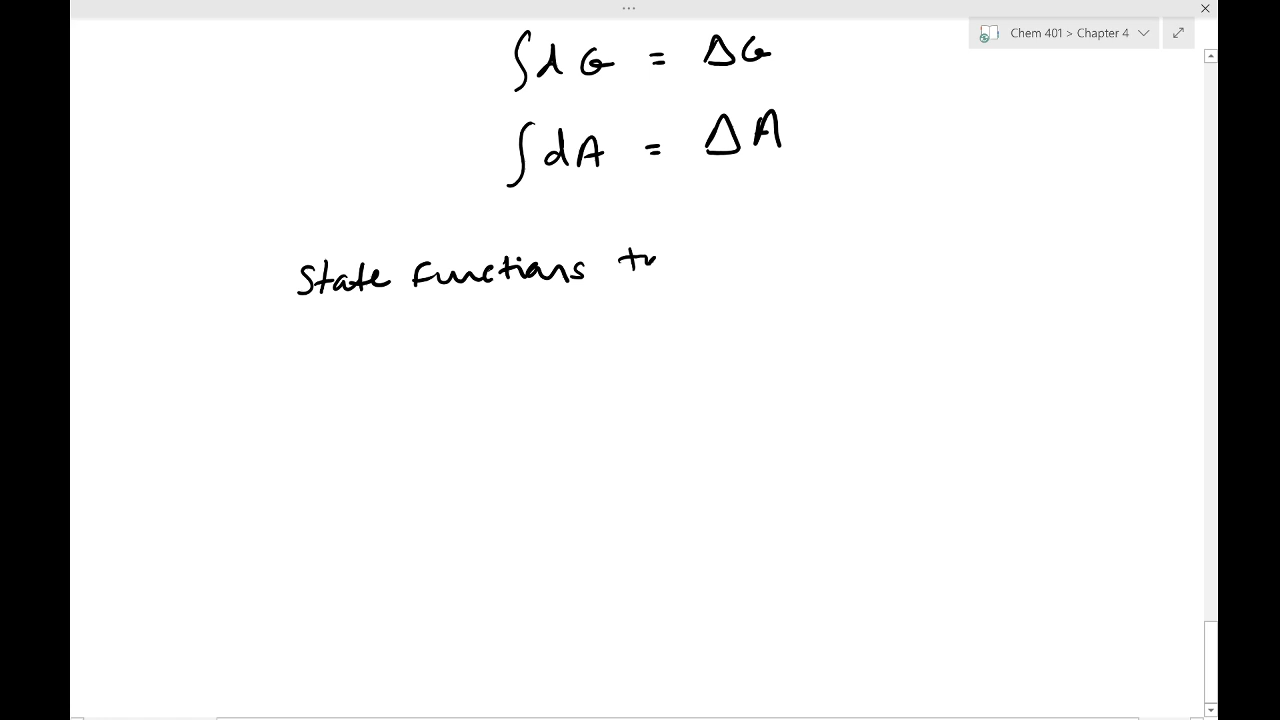 Chem 401 > Chapter 4
∫dG = ΔG
∫dA = ΔA
State Functions